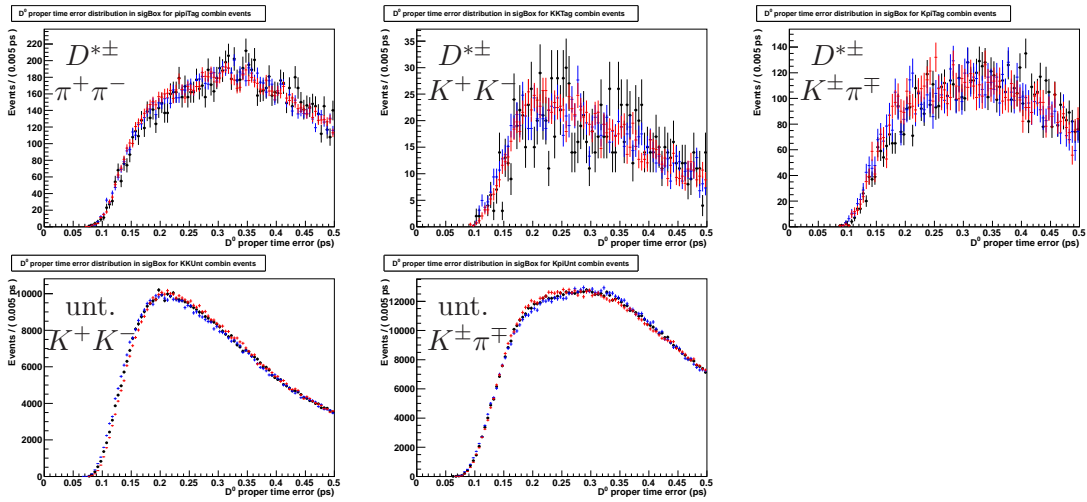 D⁰ proper time error distribution in sigBox for pipiTag combin events
D*±
π⁺π⁻
Events / ( 0.005 ps )
0 20 40 60 80 100 120 140 160 180 200 220
0 0.05 0.1 0.15 0.2 0.25 0.3 0.35 0.4 0.45 0.5
D⁰ proper time error (ps)
D⁰ proper time error distribution in sigBox for KKTag combin events
D*±
K⁺K⁻
Events / ( 0.005 ps )
0 5 10 15 20 25 30 35
0 0.05 0.1 0.15 0.2 0.25 0.3 0.35 0.4 0.45 0.5
D⁰ proper time error (ps)
D⁰ proper time error distribution in sigBox for KpiTag combin events
D*±
K±π∓
Events / ( 0.005 ps )
0 20 40 60 80 100 120 140
0 0.05 0.1 0.15 0.2 0.25 0.3 0.35 0.4 0.45 0.5
D⁰ proper time error (ps)
D⁰ proper time error distribution in sigBox for KKUnt combin events
unt.
K⁺K⁻
Events / ( 0.005 ps )
0 2000 4000 6000 8000 10000
0 0.05 0.1 0.15 0.2 0.25 0.3 0.35 0.4 0.45 0.5
D⁰ proper time error (ps)
D⁰ proper time error distribution in sigBox for KpiUnt combin events
unt.
K±π∓
Events / ( 0.005 ps )
0 2000 4000 6000 8000 10000 12000
0 0.05 0.1 0.15 0.2 0.25 0.3 0.35 0.4 0.45 0.5
D⁰ proper time error (ps)